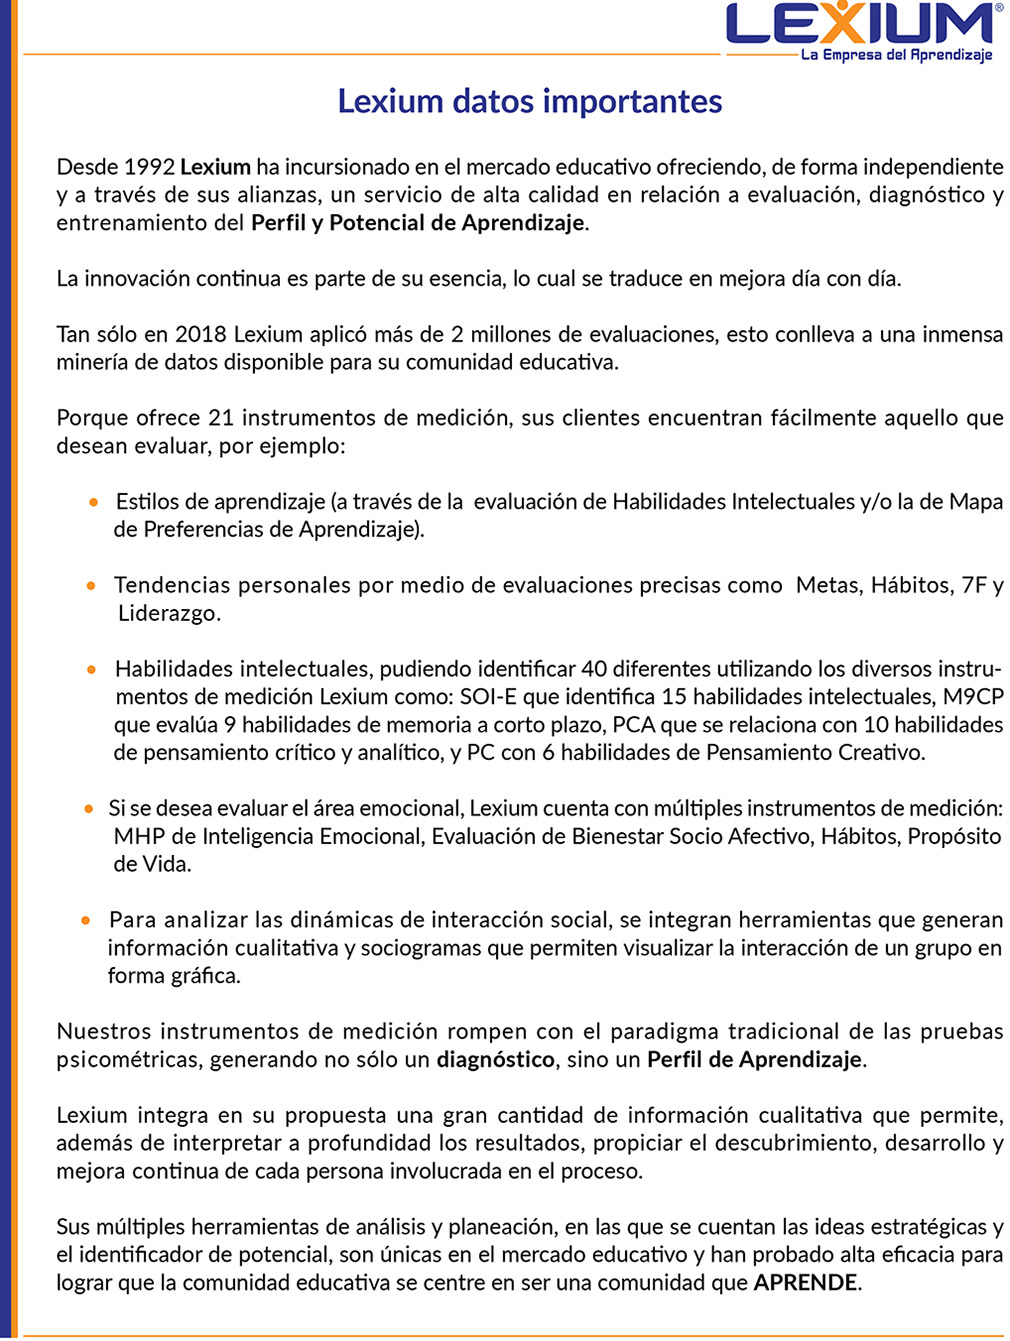 LEXIUM®
La Empresa del Aprendizaje
Lexium datos importantes
Desde 1992 Lexium ha incursionado en el mercado educativo ofreciendo, de forma independiente
y a través de sus alianzas, un servicio de alta calidad en relación a evaluación, diagnóstico y
entrenamiento del Perfil y Potencial de Aprendizaje.
La innovación continua es parte de su esencia, lo cual se traduce en mejora día con día.
Tan sólo en 2018 Lexium aplicó más de 2 millones de evaluaciones, esto conlleva a una inmensa
minería de datos disponible para su comunidad educativa.
Porque ofrece 21 instrumentos de medición, sus clientes encuentran fácilmente aquello que
desean evaluar, por ejemplo:
• Estilos de aprendizaje (a través de la evaluación de Habilidades Intelectuales y/o la de Mapa
de Preferencias de Aprendizaje).
• Tendencias personales por medio de evaluaciones precisas como Metas, Hábitos, 7F y
Liderazgo.
• Habilidades intelectuales, pudiendo identificar 40 diferentes utilizando los diversos instru-
mentos de medición Lexium como: SOI-E que identifica 15 habilidades intelectuales, M9CP
que evalúa 9 habilidades de memoria a corto plazo, PCA que se relaciona con 10 habilidades
de pensamiento crítico y analítico, y PC con 6 habilidades de Pensamiento Creativo.
• Si se desea evaluar el área emocional, Lexium cuenta con múltiples instrumentos de medición:
MHP de Inteligencia Emocional, Evaluación de Bienestar Socio Afectivo, Hábitos, Propósito
de Vida.
• Para analizar las dinámicas de interacción social, se integran herramientas que generan
información cualitativa y sociogramas que permiten visualizar la interacción de un grupo en
forma gráfica.
Nuestros instrumentos de medición rompen con el paradigma tradicional de las pruebas
psicométricas, generando no sólo un diagnóstico, sino un Perfil de Aprendizaje.
Lexium integra en su propuesta una gran cantidad de información cualitativa que permite,
además de interpretar a profundidad los resultados, propiciar el descubrimiento, desarrollo y
mejora continua de cada persona involucrada en el proceso.
Sus múltiples herramientas de análisis y planeación, en las que se cuentan las ideas estratégicas y
el identificador de potencial, son únicas en el mercado educativo y han probado alta eficacia para
lograr que la comunidad educativa se centre en ser una comunidad que APRENDE.